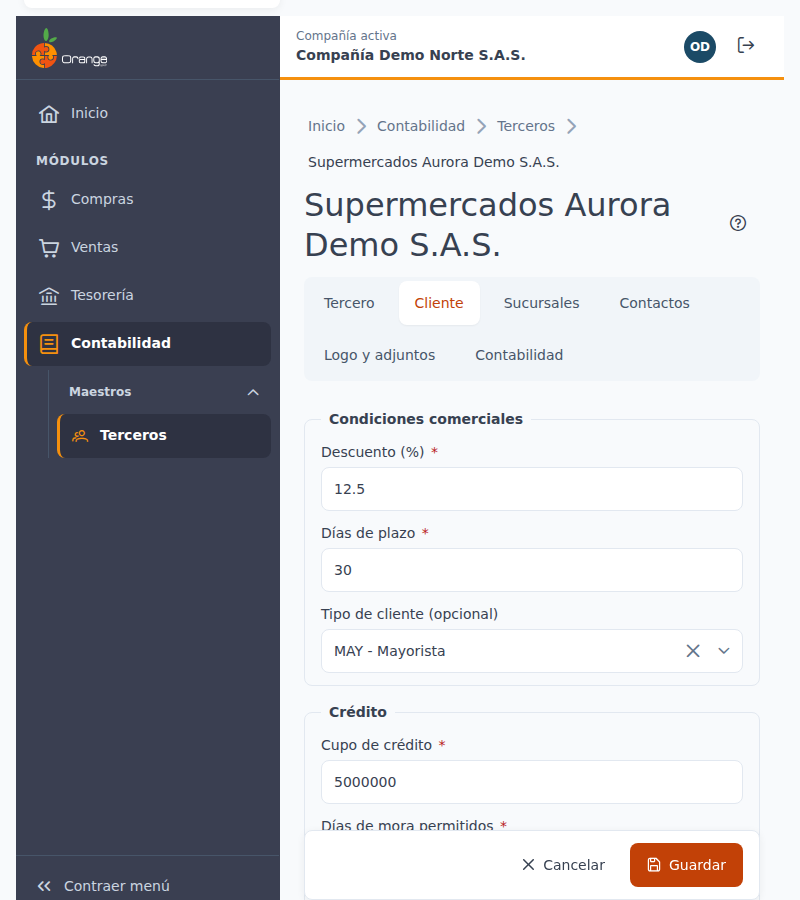 Orange
Compañía activa
Compañía Demo Norte S.A.S.
OD
Inicio
MÓDULOS
Compras
Ventas
Tesorería
Contabilidad
Maestros
Terceros
Contraer menú
Inicio
Contabilidad
Terceros
Supermercados Aurora Demo S.A.S.
Supermercados Aurora
Demo S.A.S.
Tercero
Cliente
Sucursales
Contactos
Logo y adjuntos
Contabilidad
Condiciones comerciales
Descuento (%) *
12.5
Días de plazo *
30
Tipo de cliente (opcional)
MAY - Mayorista
Crédito
Cupo de crédito *
5000000
Días de mora permitidos *
Cancelar
Guardar